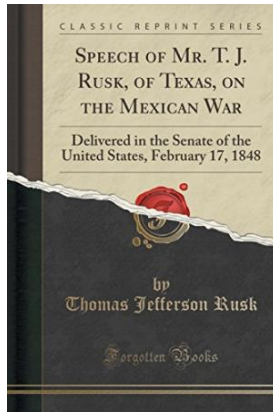 CLASSIC REPRINT SERIES
SPEECH OF MR. T. J.
RUSK, OF TEXAS, ON
THE MEXICAN WAR
Delivered in the Senate of the
United States, February 17, 1848
by
Thomas Jefferson Rusk
Forgotten Books